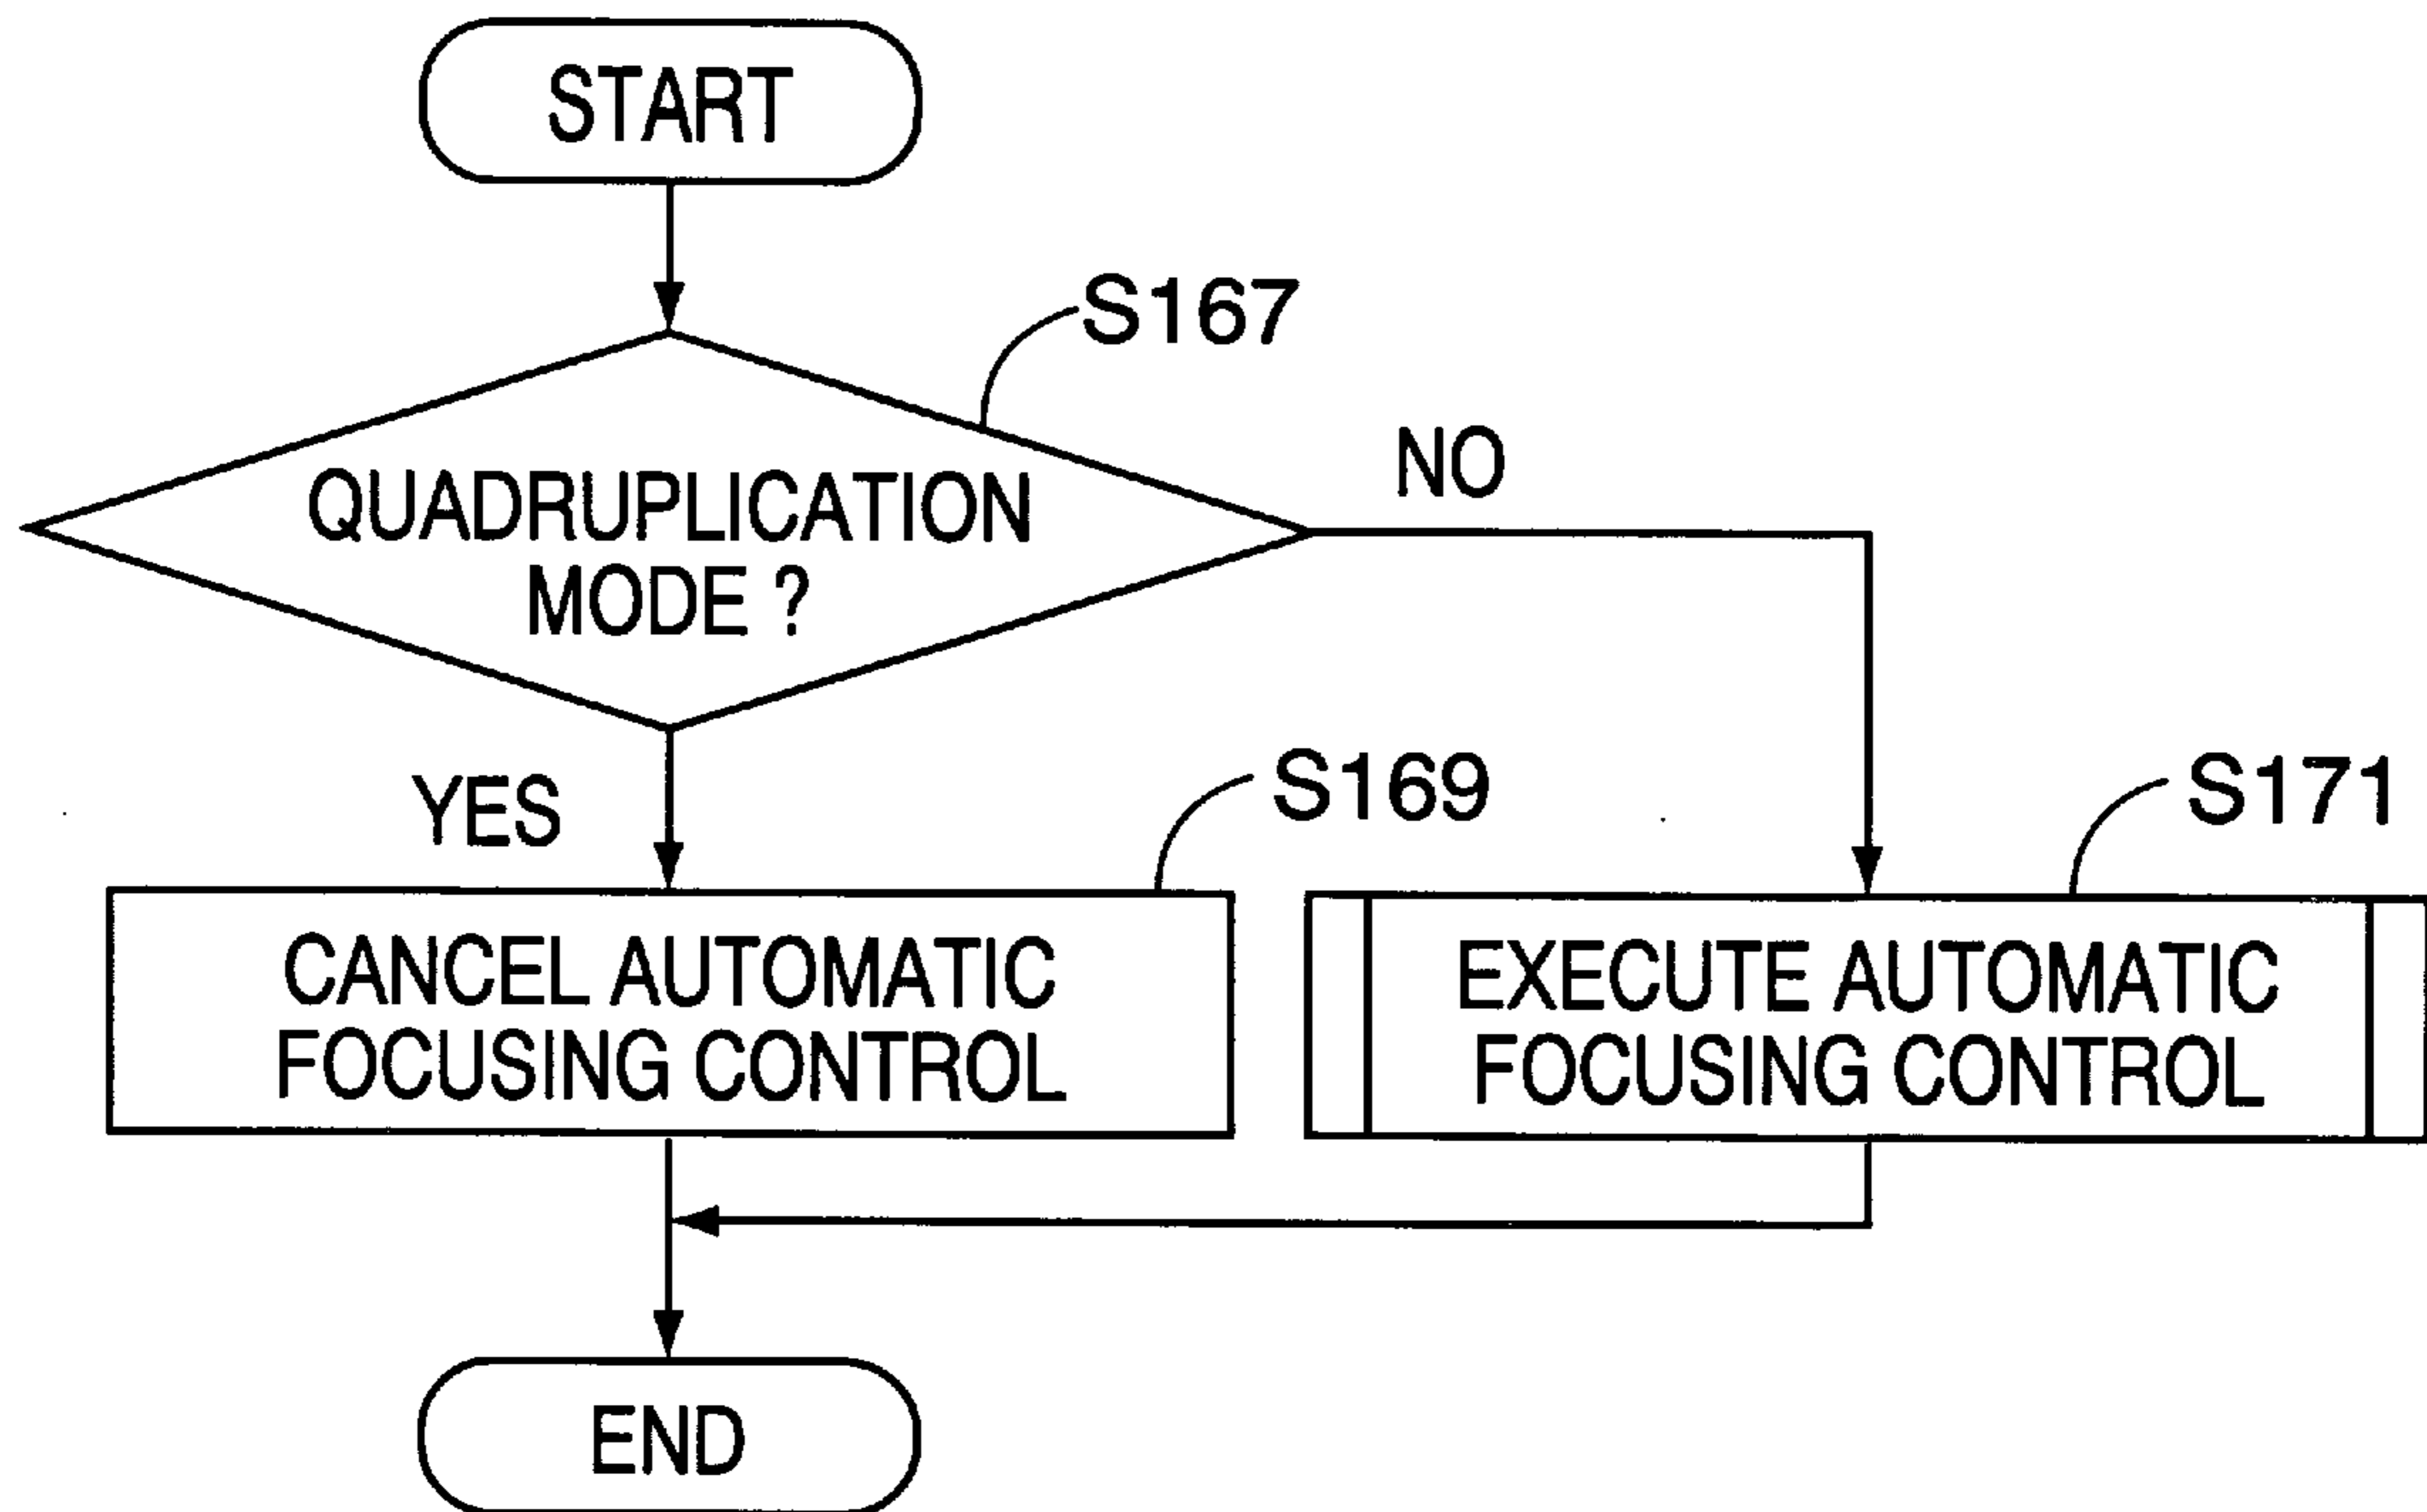 START
S167
QUADRUPLICATION
MODE ?
NO
YES
S169
S171
CANCEL AUTOMATIC
FOCUSING CONTROL
EXECUTE AUTOMATIC
FOCUSING CONTROL
END